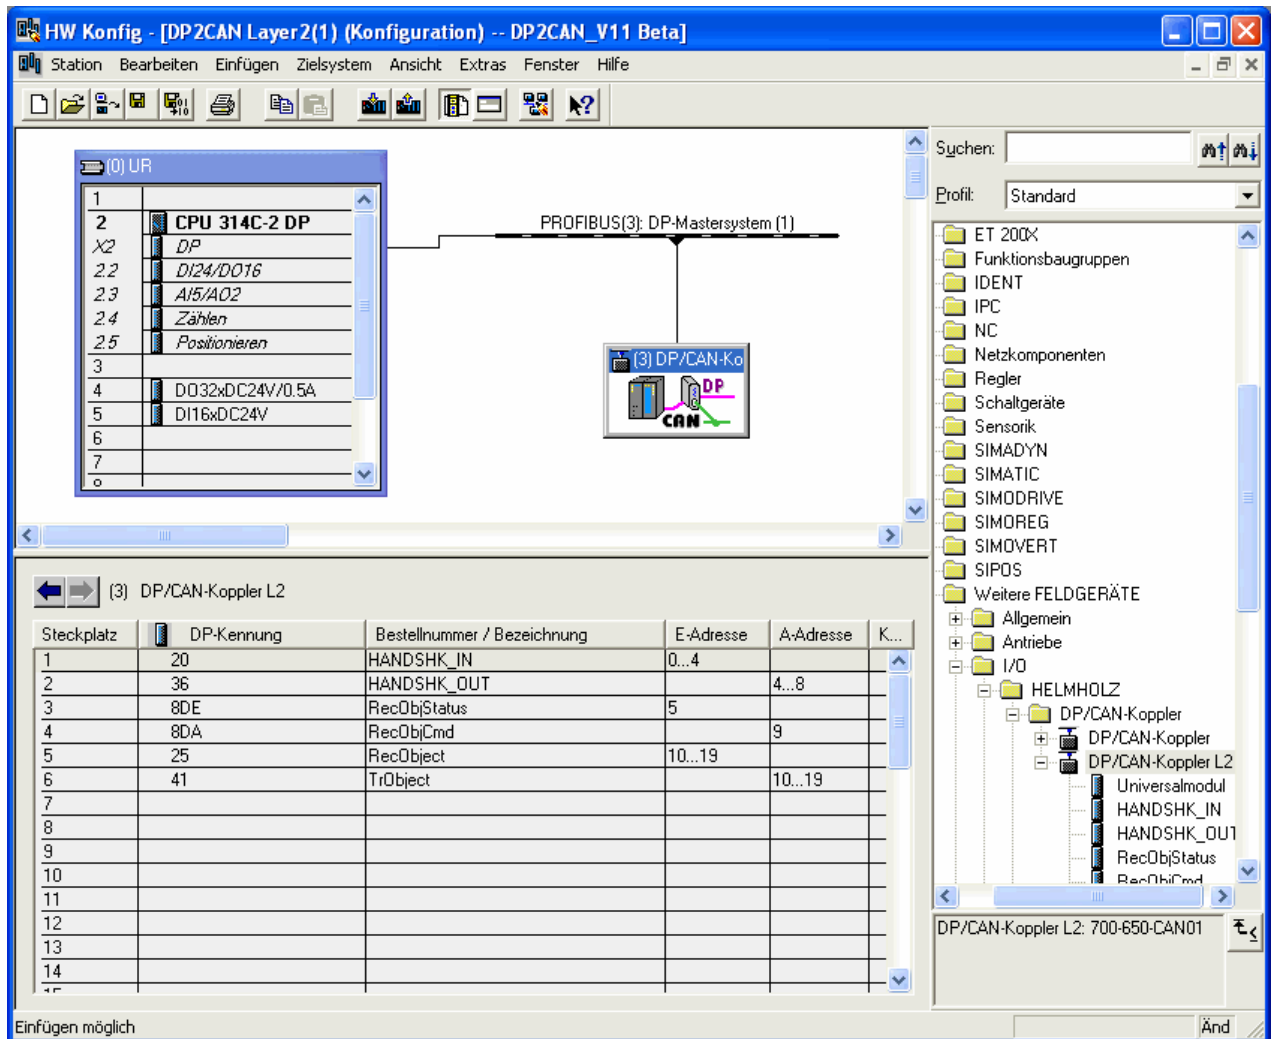 HW Konfig - [DP2CAN Layer2(1) (Konfiguration) -- DP2CAN_V11 Beta]
Station Bearbeiten Einfügen Zielsystem Ansicht Extras Fenster Hilfe
(0) UR
1
2 CPU 314C-2 DP
X2 DP
2.2 DI24/DO16
2.3 AI5/AO2
2.4 Zählen
2.5 Positionieren
3
4 DO32xDC24V/0.5A
5 DI16xDC24V
6
7
PROFIBUS(3): DP-Mastersystem (1)
(3) DP/CAN-Ko
DP
CAN
(3) DP/CAN-Koppler L2
Steckplatz DP-Kennung Bestellnummer / Bezeichnung E-Adresse A-Adresse K...
1 20 HANDSHK_IN 0...4
2 36 HANDSHK_OUT 4...8
3 8DE RecObjStatus 5
4 8DA RecObjCmd 9
5 25 RecObject 10...19
6 41 TrObject 10...19
7
8
9
10
11
12
13
14
Suchen:
Profil: Standard
ET 200X
Funktionsbaugruppen
IDENT
IPC
NC
Netzkomponenten
Regler
Schaltgeräte
Sensorik
SIMADYN
SIMATIC
SIMODRIVE
SIMOREG
SIMOVERT
SIPOS
Weitere FELDGERÄTE
Allgemein
Antriebe
I/O
HELMHOLZ
DP/CAN-Koppler
DP/CAN-Koppler
DP/CAN-Koppler L2
Universalmodul
HANDSHK_IN
HANDSHK_OUT
RecObjStatus
RecObjCmd
DP/CAN-Koppler L2: 700-650-CAN01
Einfügen möglich
Änd